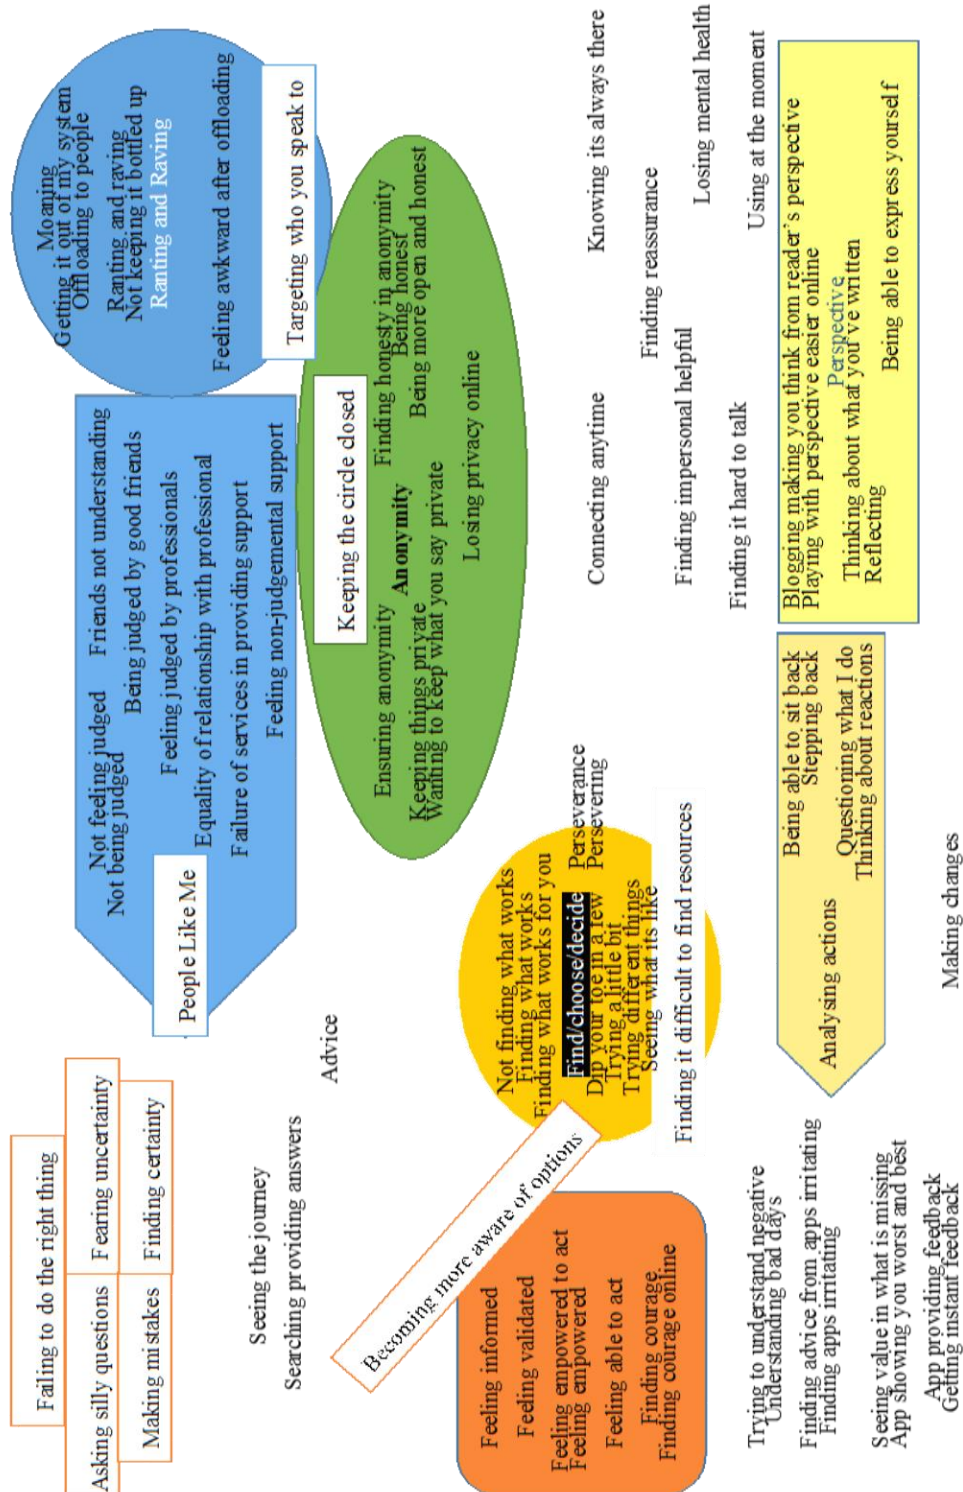 Failing to do the right thing
Asking silly questions
Fearing uncertainty
Making mistakes
Finding certainty
Seeing the journey
Searching providing answers
Advice
People Like Me
Not feeling judged
Not being judged
Friends not understanding
Being judged by good friends
Feeling judged by professionals
Equality of relationship with professional
Failure of services in providing support
Feeling non-judgemental support
Moaning
Getting it out of my system
Offloading to people
Ranting and raving
Not keeping it bottled up
Ranting and Raving
Feeling awkward after offloading
Targeting who you speak to
Keeping the circle closed
Ensuring anonymity
Anonymity
Finding honesty in anonymity
Being honest
Keeping things private
Wanting to keep what you say private
Being more open and honest
Losing privacy online
Becoming more aware of options
Feeling informed
Feeling validated
Feeling empowered to act
Feeling empowered
Feeling able to act
Finding courage
Finding courage online
Not finding what works
Finding what works
Finding what works for you
Find/choose/decide
Perseverance
Persevering
Dip your toe in a few
Trying a little bit
Trying different things
Seeing what its like
Finding it difficult to find resources
Connecting anytime
Knowing its always there
Finding reassurance
Finding impersonal helpful
Losing mental health
Finding it hard to talk
Using at the moment
Trying to understand negative
Understanding bad days
Finding advice from apps irritating
Finding apps irritating
Seeing value in what is missing
App showing you worst and best
App providing feedback
Getting instant feedback
Analysing actions
Being able to sit back
Stepping back
Questioning what I do
Thinking about reactions
Making changes
Blogging making you think from reader's perspective
Playing with perspective easier online
Perspective
Thinking about what you've written
Reflecting
Being able to express yourself